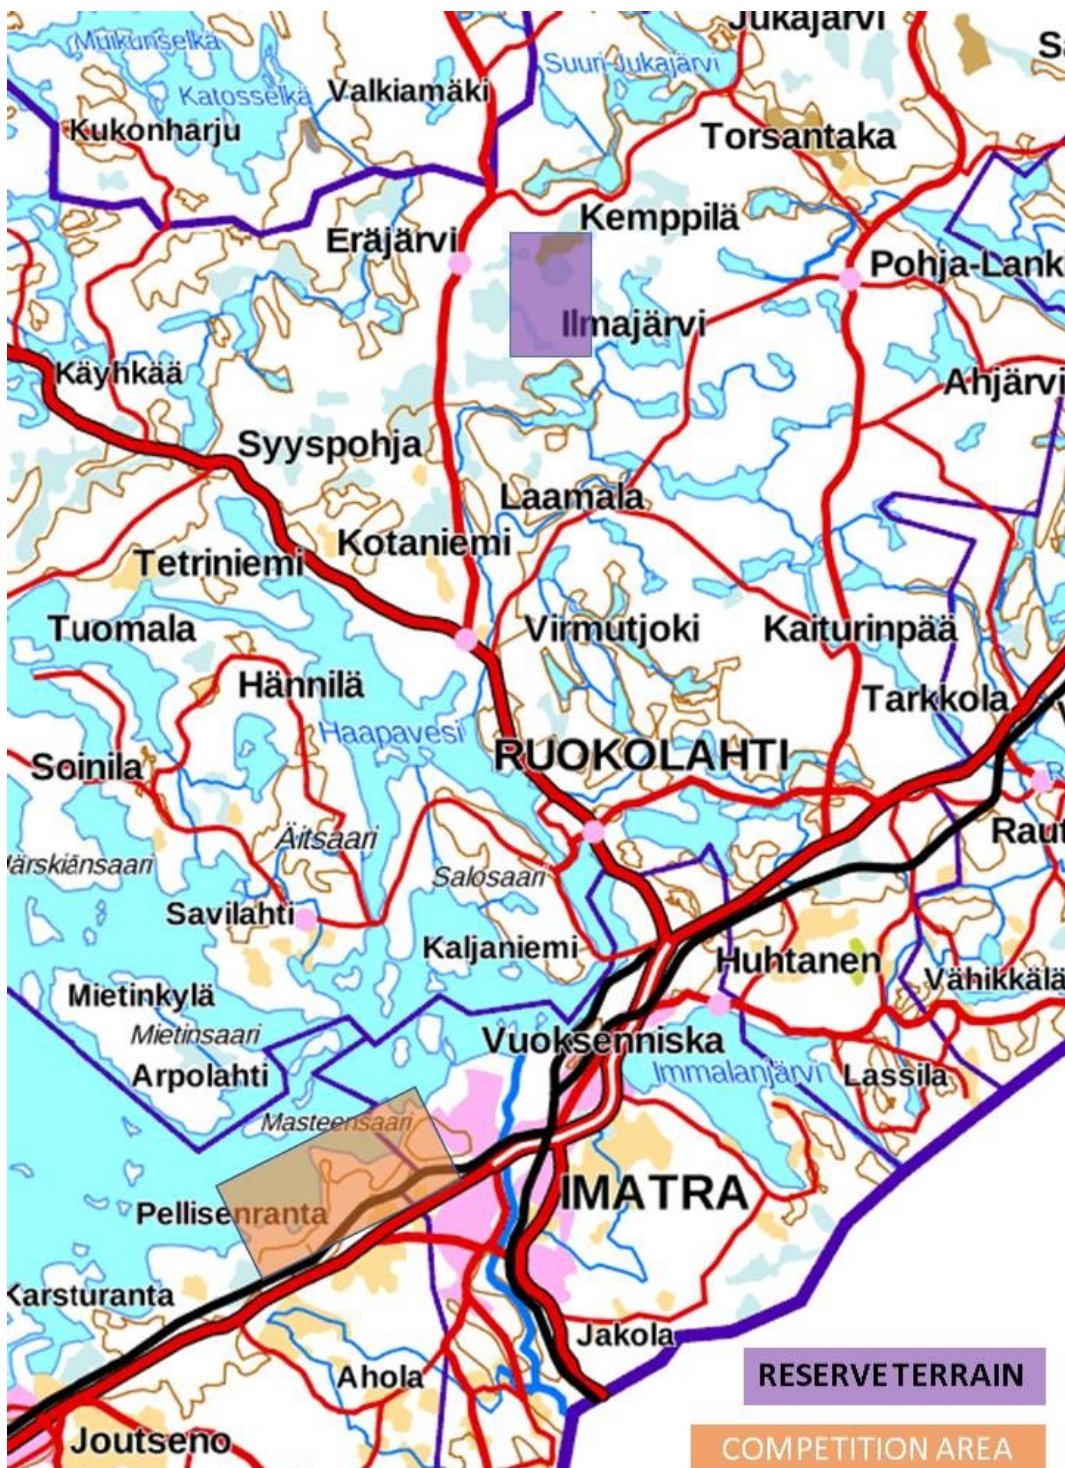 Jukajärvi
Muikunselkä
Suuri-Jukajärvi
Valkiamäki
Katosselkä
Kukonharju
Torsantaka
Kemppilä
Eräjärvi
Pohja-Lank
Ilmajärvi
Käyhkää
Ahjärvi
Syyspohja
Laamala
Kotaniemi
Tetriniemi
Tuomala
Virmutjoki
Kaiturinpää
Hännilä
Tarkkola
Haapavesi
RUOKOLAHTI
Soinila
Raut
Äitsaari
Järskiänsaari
Salosaari
Savilahti
Kaljaniemi
Huhtanen
Vähikkälä
Mietinkylä
Mietinsaari
Vuoksenniska
Arpolahti
Immalanjärvi
Lassila
Masteensaari
IMATRA
Pellisenranta
Karsturanta
Jakola
Ahola
RESERVE TERRAIN
Joutseno
COMPETITION AREA